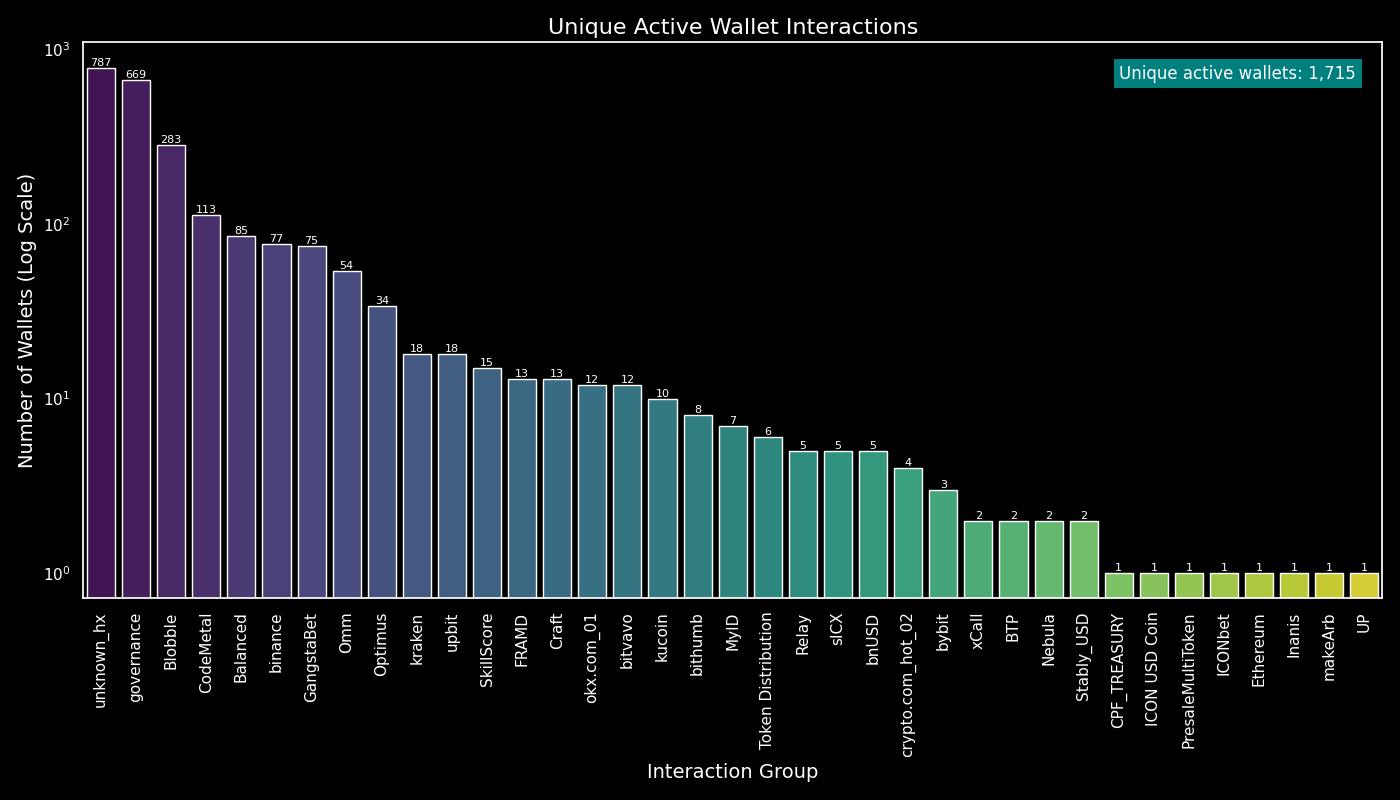 Unique Active Wallet Interactions
Unique active wallets: 1,715
Number of Wallets (Log Scale)
10³
10²
10¹
10⁰
787
669
283
113
85
77
75
54
34
18
18
15
13
13
12
12
10
8
7
6
5
5
5
4
3
2
2
2
2
1
1
1
1
1
1
1
1
unknown_hx
governance
Blobble
CodeMetal
Balanced
binance
GangstaBet
Omm
Optimus
kraken
upbit
SkillScore
FRAMD
Craft
okx.com_01
bitvavo
kucoin
bithumb
MyID
Token Distribution
Relay
sICX
bnUSD
crypto.com_hot_02
bybit
xCall
BTP
Nebula
Stably_USD
CPF_TREASURY
ICON USD Coin
PresaleMultiToken
ICONbet
Ethereum
Inanis
makeArb
UP
Interaction Group